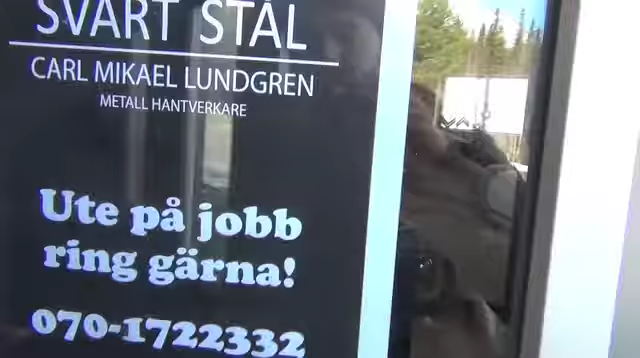 SVART STÅL
CARL MIKAEL LUNDGREN
METALL HANTVERKARE
Ute på jobb
ring gärna!
070-1722332